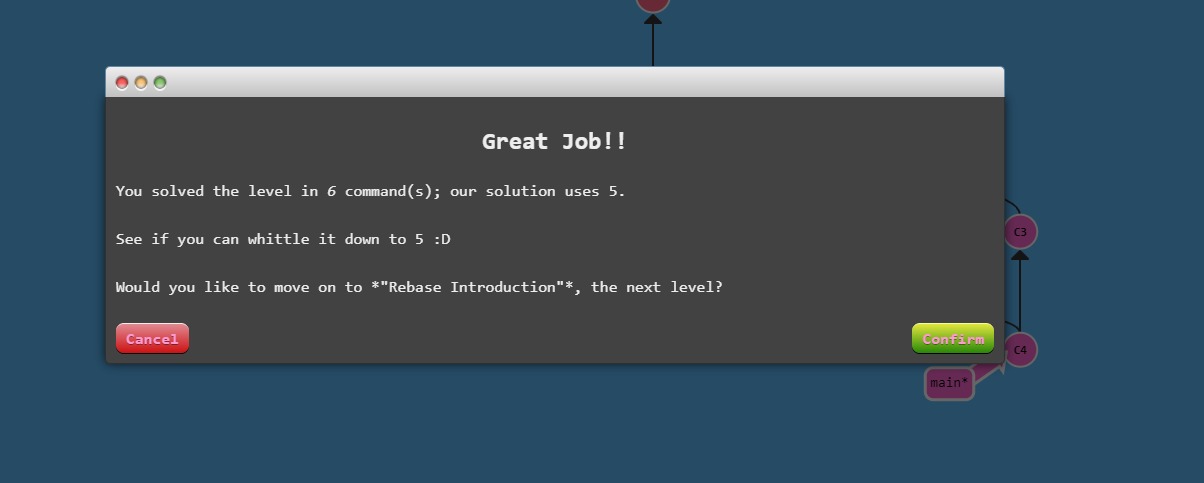 Great Job!!
You solved the level in 6 command(s); our solution uses 5.
See if you can whittle it down to 5 :D
Would you like to move on to *"Rebase Introduction"*, the next level?
Cancel
Confirm
C3
C4
main*